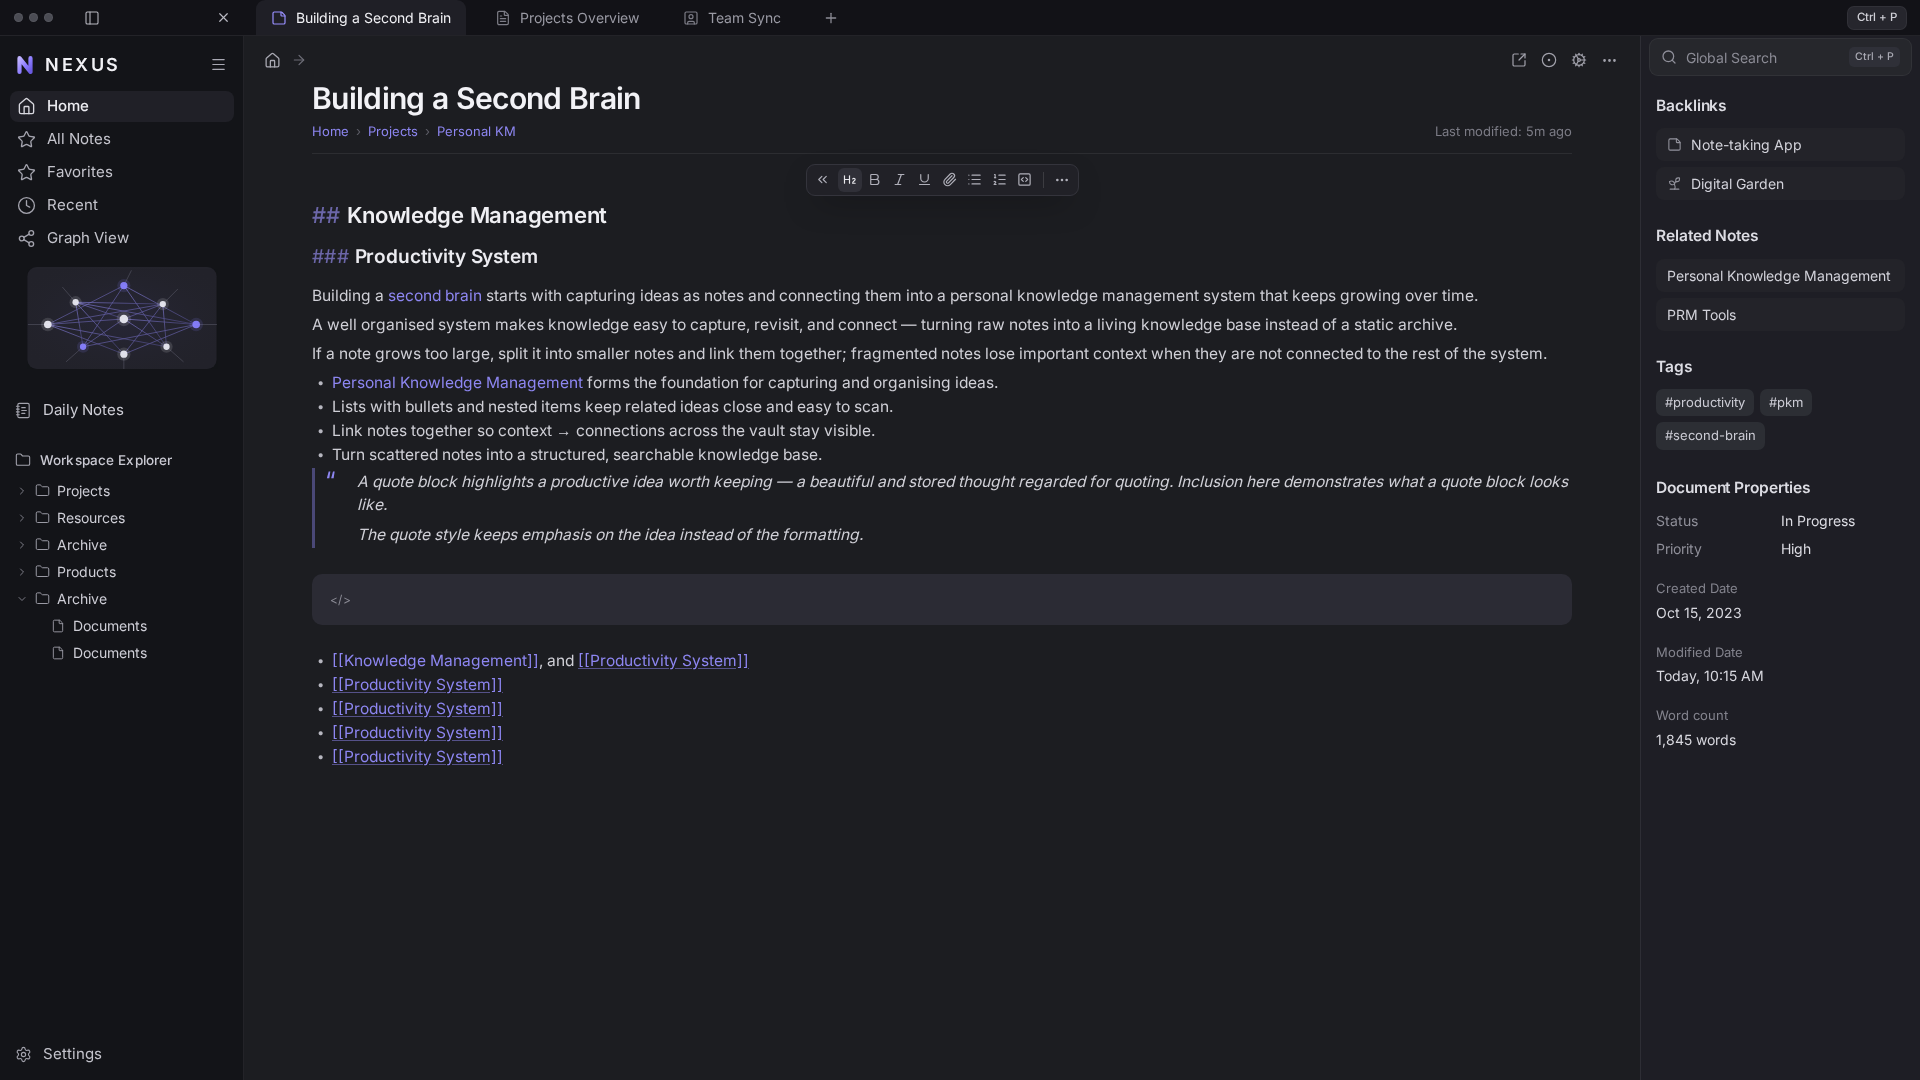 Building a Second Brain
Projects Overview
Team Sync
Ctrl + P
NEXUS
Home
All Notes
Favorites
Recent
Graph View
Daily Notes
Workspace Explorer
Projects
Resources
Archive
Products
Archive
Documents
Documents
Settings
Building a Second Brain
Home › Projects › Personal KM
Last modified: 5m ago
H2 B I U
## Knowledge Management
### Productivity System
Building a second brain starts with capturing ideas as notes and connecting them into a personal knowledge management system that keeps growing over time.
A well organised system makes knowledge easy to capture, revisit, and connect — turning raw notes into a living knowledge base instead of a static archive.
If a note grows too large, split it into smaller notes and link them together; fragmented notes lose important context when they are not connected to the rest of the system.
• Personal Knowledge Management forms the foundation for capturing and organising ideas.
• Lists with bullets and nested items keep related ideas close and easy to scan.
• Link notes together so context → connections across the vault stay visible.
• Turn scattered notes into a structured, searchable knowledge base.
“ A quote block highlights a productive idea worth keeping — a beautiful and stored thought regarded for quoting. Inclusion here demonstrates what a quote block looks
like.
The quote style keeps emphasis on the idea instead of the formatting.
</>
• [[Knowledge Management]], and [[Productivity System]]
• [[Productivity System]]
• [[Productivity System]]
• [[Productivity System]]
• [[Productivity System]]
Global Search Ctrl + P
Backlinks
Note-taking App
Digital Garden
Related Notes
Personal Knowledge Management
PRM Tools
Tags
#productivity #pkm
#second-brain
Document Properties
Status In Progress
Priority High
Created Date
Oct 15, 2023
Modified Date
Today, 10:15 AM
Word count
1,845 words